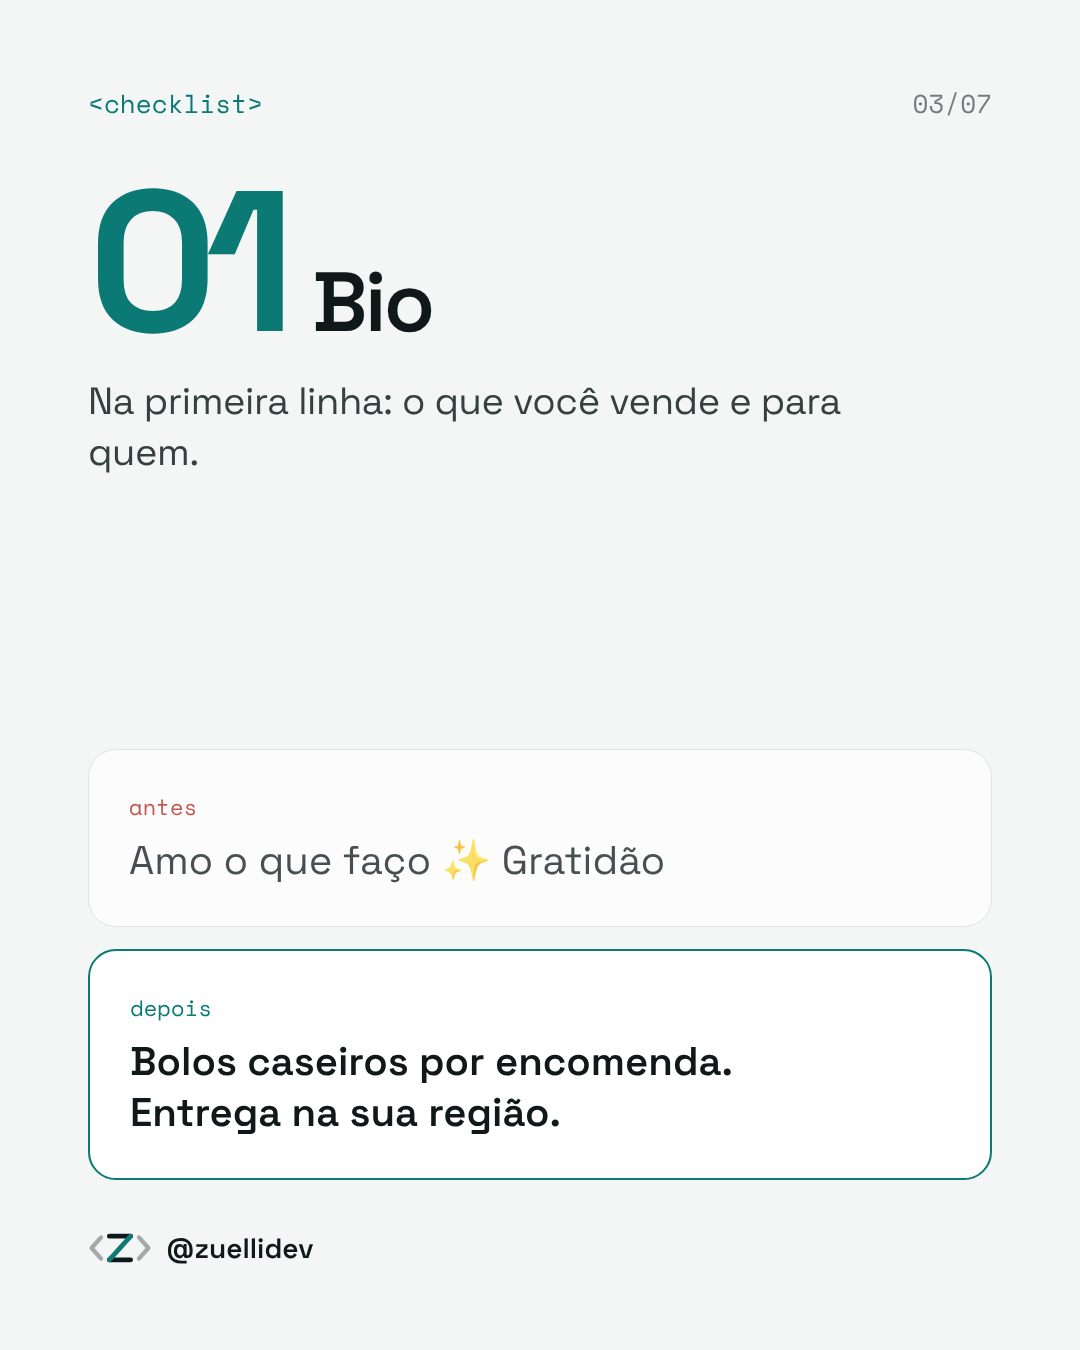 <checklist>
03/07
01 Bio
Na primeira linha: o que você vende e para
quem.
antes
Amo o que faço ✨ Gratidão
depois
Bolos caseiros por encomenda.
Entrega na sua região.
<Z> @zuellidev